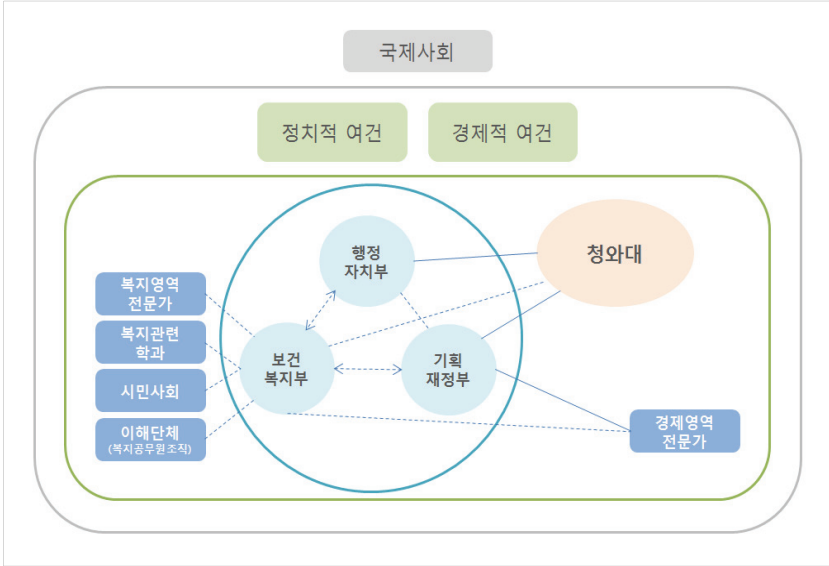 국제사회
정치적 여건
경제적 여건
행정
자치부
청와대
복지영역
전문가
복지관련
학과
시민사회
이해단체
(복지공무원조직)
보건
복지부
기획
재정부
경제영역
전문가